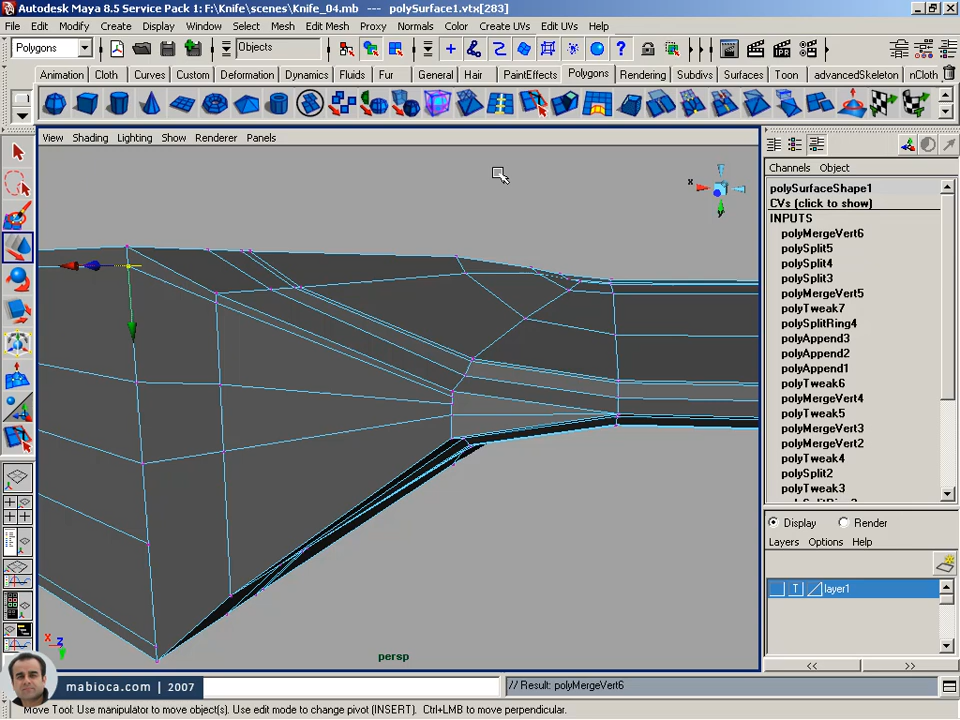 Autodesk Maya 8.5 Service Pack 1: F:\Knife\scenes\Knife_04.mb - polySurface1.vtx[283]
File Edit Modify Create Display Window Select Mesh Edit Mesh Proxy Normals Color Create UVs Edit UVs Help
Polygons Objects
Animation Cloth Curves Custom Deformation Dynamics Fluids Fur General Hair PaintEffects Polygons Rendering Subdivs Surfaces Toon advancedSkeleton nCloth
View Shading Lighting Show Renderer Panels
Channels Object
polySurfaceShape1
CVs (click to show)
INPUTS
polyMergeVert6
polySplit5
polySplit4
polySplit3
polyMergeVert5
polyTweak7
polySplitRing4
polyAppend3
polyAppend2
polyAppend1
polyTweak6
polyMergeVert4
polyTweak5
polyMergeVert3
polyMergeVert2
polyTweak4
polySplit2
polyTweak3
Display Render
Layers Options Help
T layer1
x
y
x z
y
persp
<< >>
mabioca.com | 2007
// Result: polyMergeVert6
Move Tool: Use manipulator to move object(s). Use edit mode to change pivot (INSERT). Ctrl+LMB to move perpendicular.